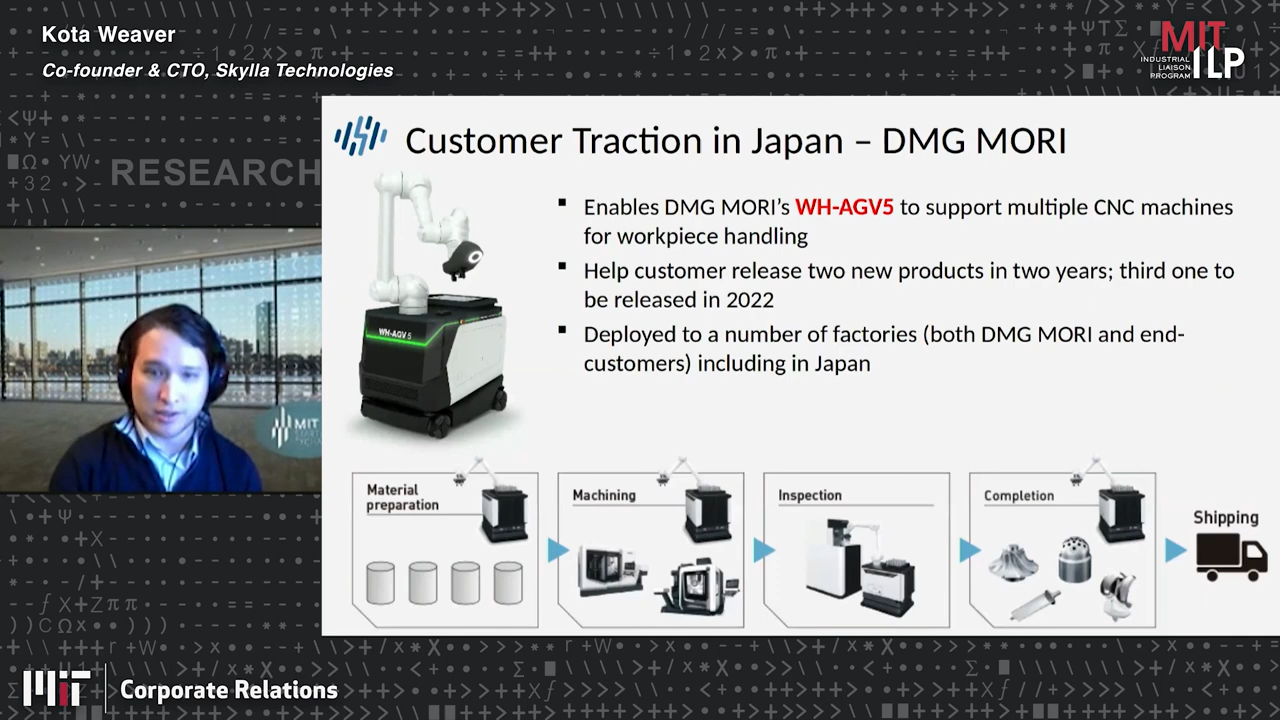 Kota Weaver
Co-founder & CTO, Skylla Technologies
MIT
INDUSTRIAL
LIAISON
PROGRAM
ILP
RESEARCH
Customer Traction in Japan – DMG MORI
▪ Enables DMG MORI’s WH-AGV5 to support multiple CNC machines
for workpiece handling
▪ Help customer release two new products in two years; third one to
be released in 2022
▪ Deployed to a number of factories (both DMG MORI and end-
customers) including in Japan
WH-AGV 5
MIT
Material
preparation
Machining
Inspection
Completion
Shipping
MIT
Corporate Relations